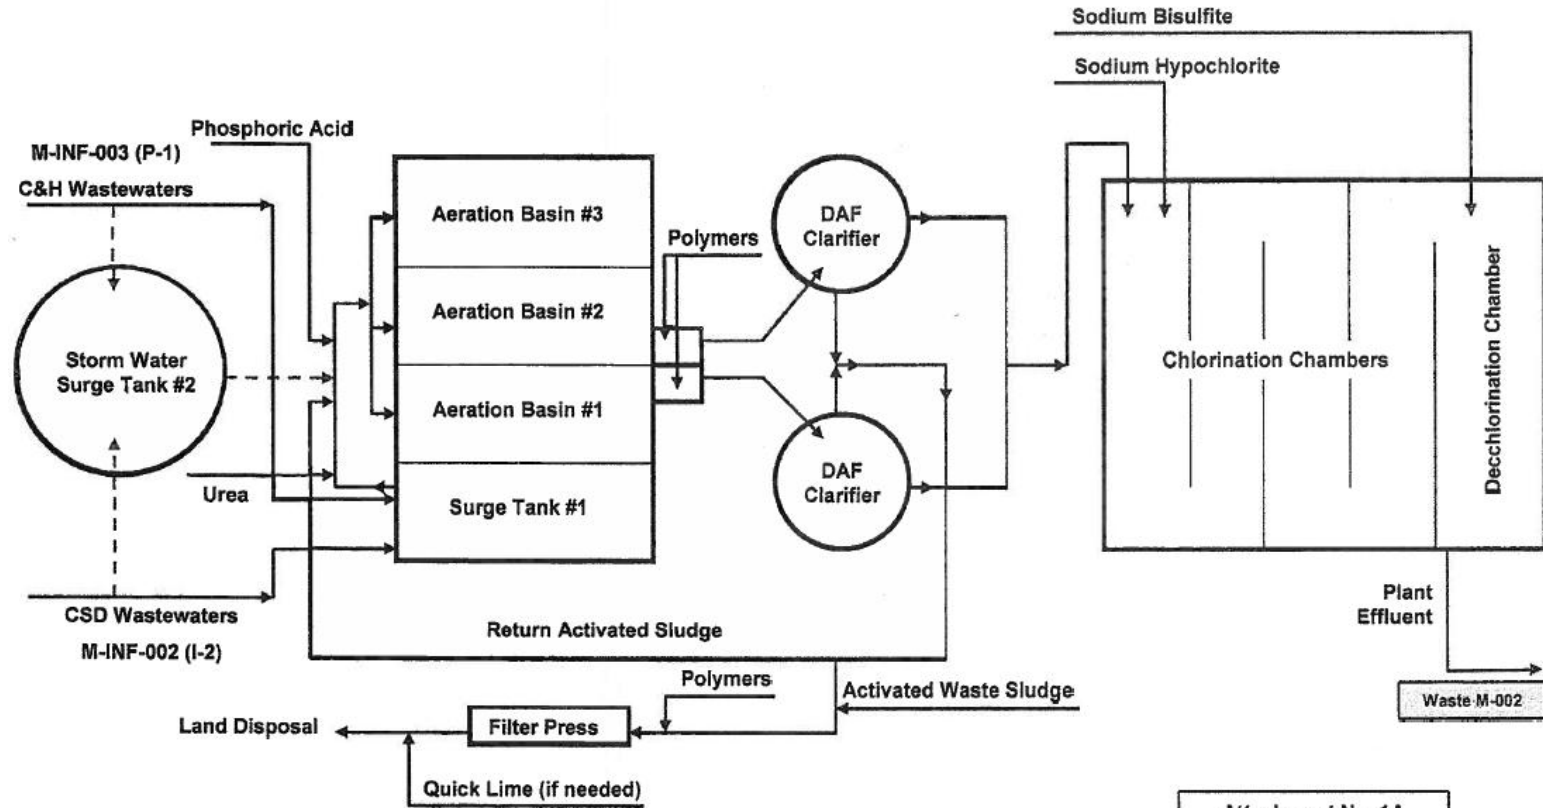 Sodium Bisulfite
Sodium Hypochlorite
Phosphoric Acid
M-INF-003 (P-1)
C&H Wastewaters
Storm Water
Surge Tank #2
Urea
CSD Wastewaters
M-INF-002 (I-2)
Aeration Basin #3
Aeration Basin #2
Aeration Basin #1
Surge Tank #1
Polymers
DAF
Clarifier
DAF
Clarifier
Chlorination Chambers
Decchlorination Chamber
Plant
Effluent
Waste M-002
Return Activated Sludge
Polymers
Activated Waste Sludge
Land Disposal
Filter Press
Quick Lime (if needed)